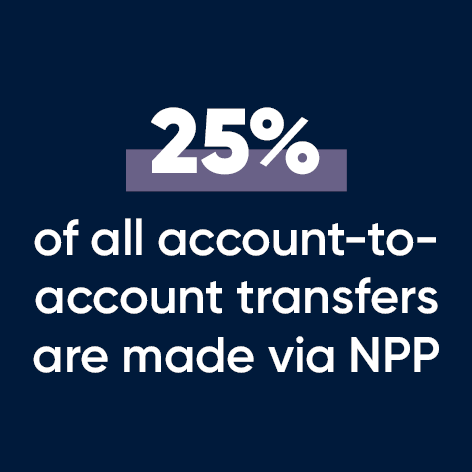 25%
of all account-to-
account transfers
are made via NPP